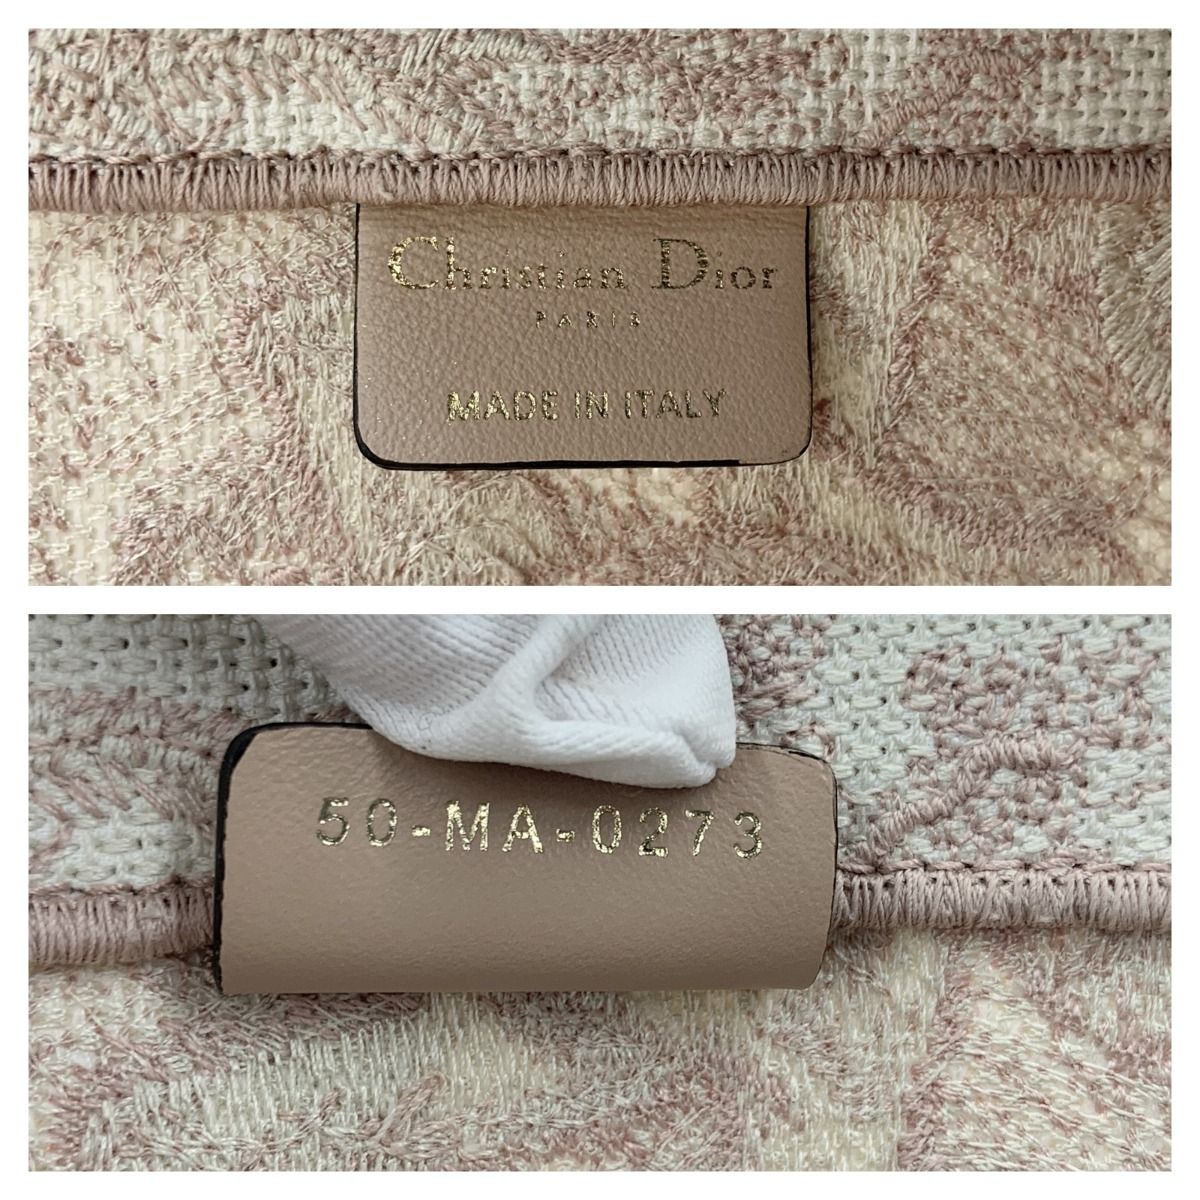 Christian Dior
PARIS
MADE IN ITALY
50-MA-0273